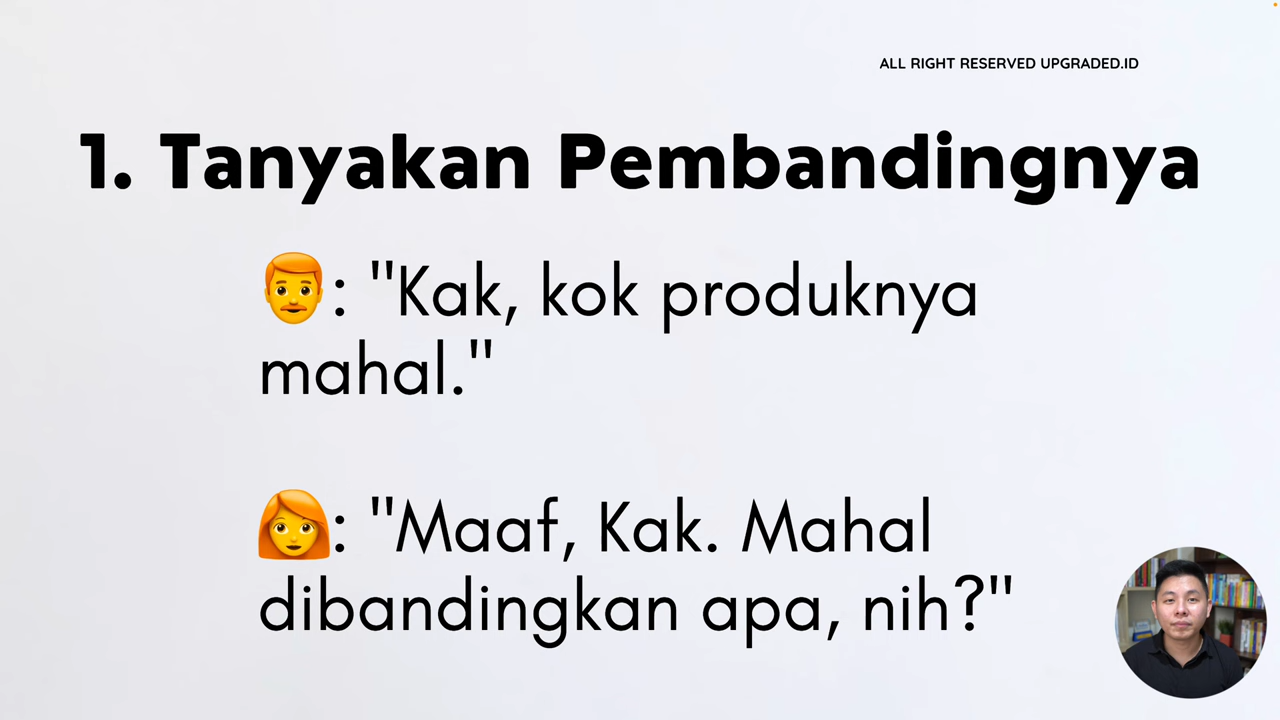 ALL RIGHT RESERVED UPGRADED.ID
1. Tanyakan Pembandingnya
👨: "Kak, kok produknya
mahal."
👩: "Maaf, Kak. Mahal
dibandingkan apa, nih?"